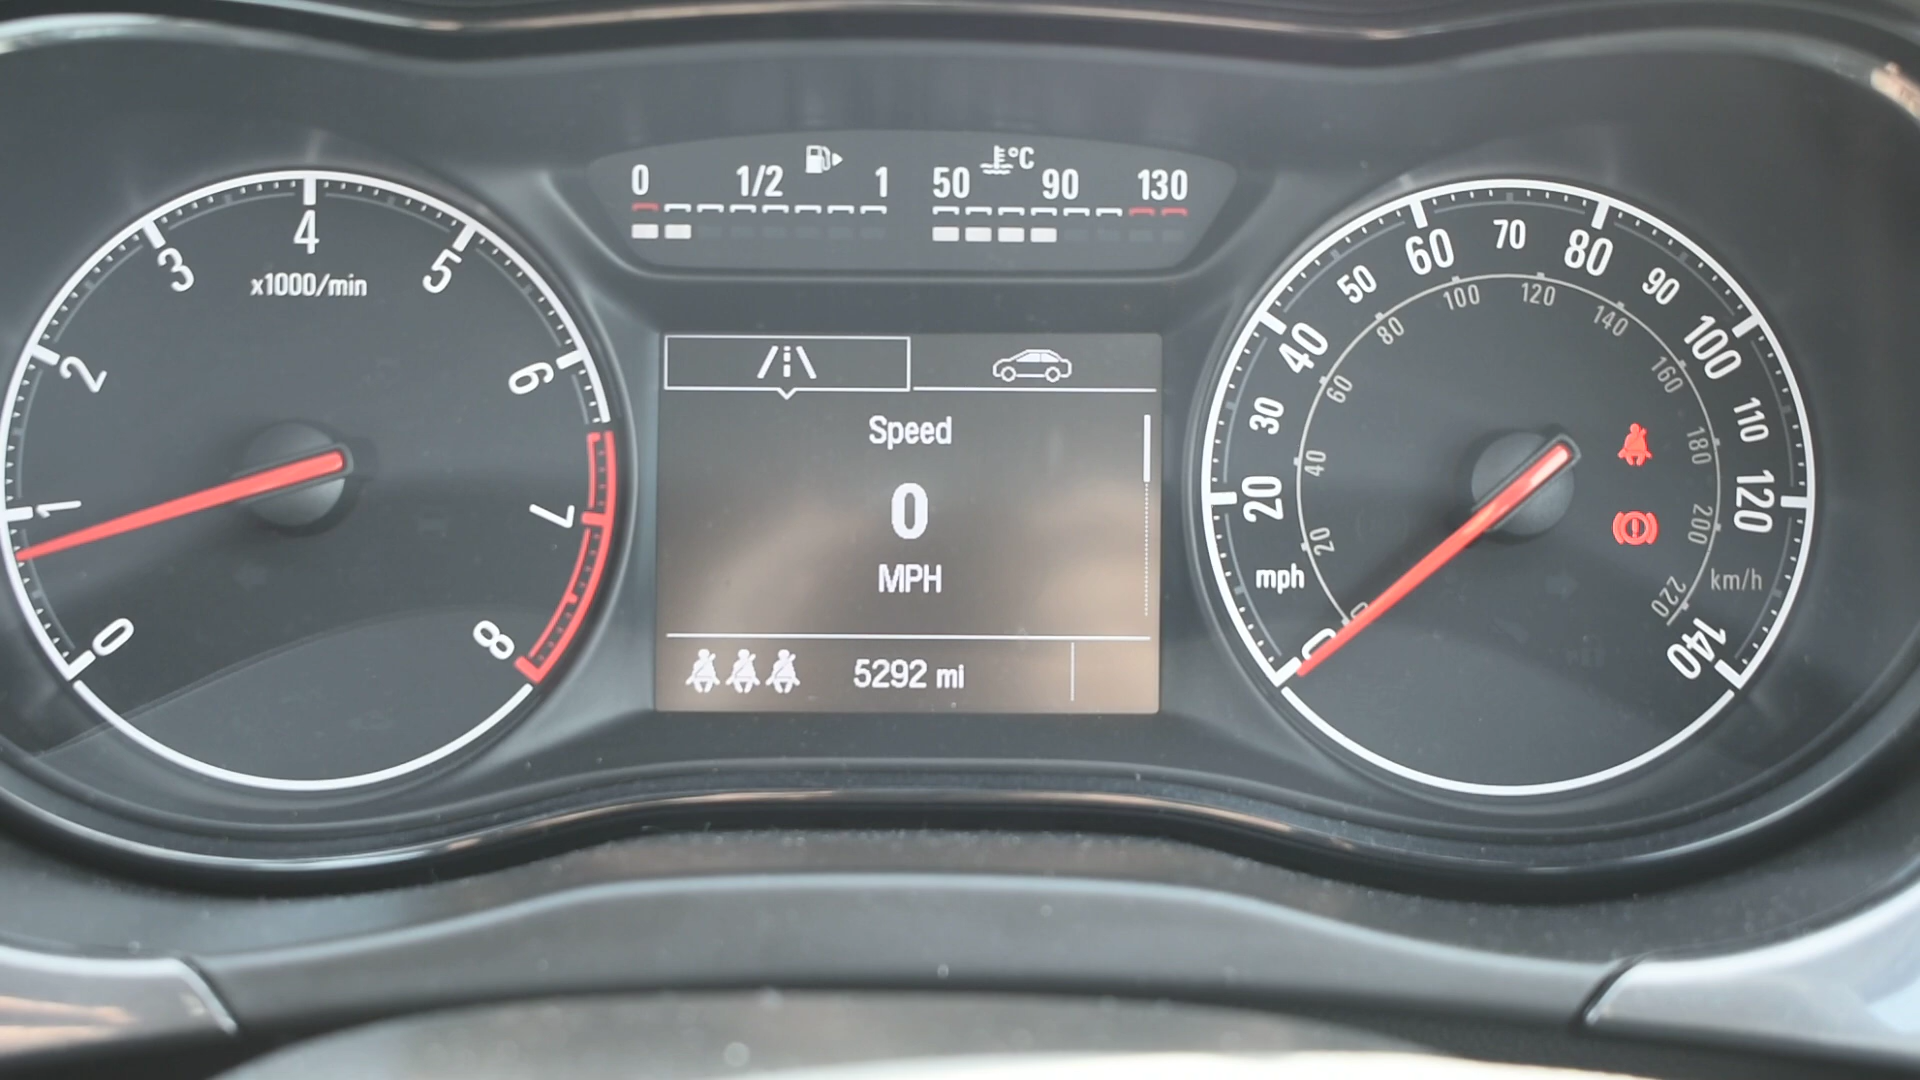 0 1/2 1
50 °C 90 130
0 1 2 3 4 5 6 7 8
x1000/min
Speed
0
MPH
5292 mi
0 20 30 40 50 60 70 80 90 100 110 120 140
mph
0 20 40 60 80 100 120 140 160 180 200 220
km/h